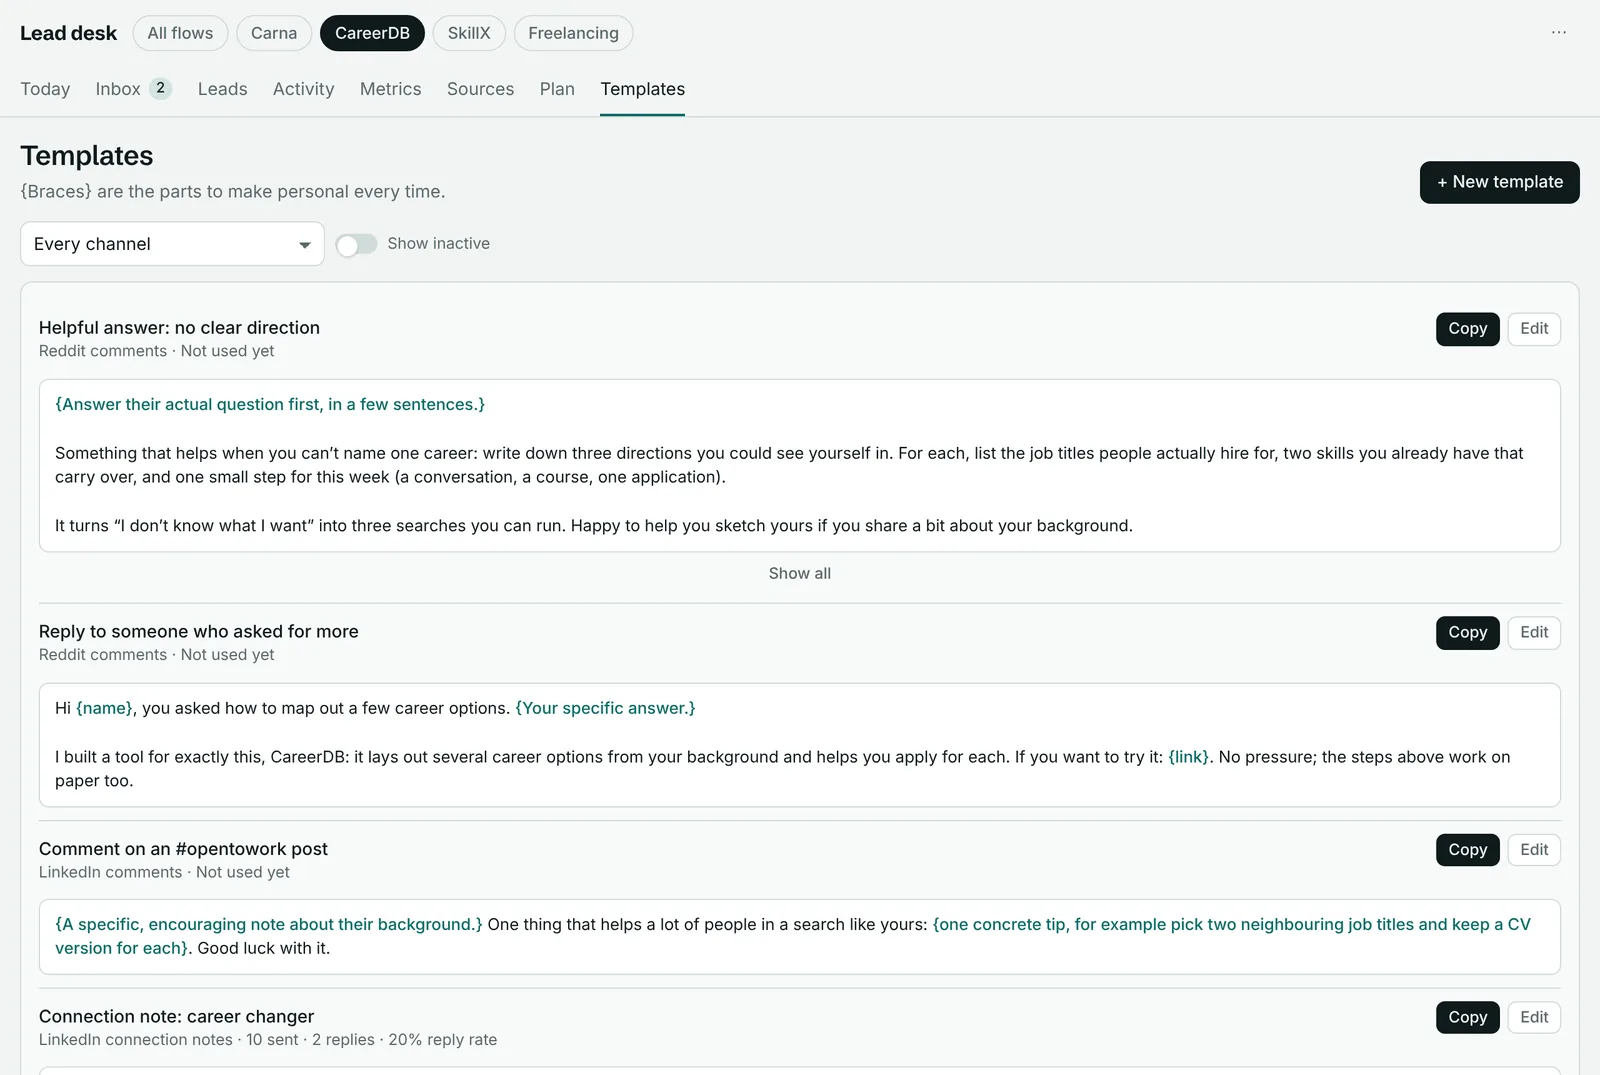 Lead desk
All flows
Carna
CareerDB
SkillX
Freelancing
...
Today
Inbox 2
Leads
Activity
Metrics
Sources
Plan
Templates
Templates
{Braces} are the parts to make personal every time.
+ New template
Every channel
Show inactive
Helpful answer: no clear direction
Reddit comments · Not used yet
Copy
Edit
{Answer their actual question first, in a few sentences.}
Something that helps when you can’t name one career: write down three directions you could see yourself in. For each, list the job titles people actually hire for, two skills you already have that
carry over, and one small step for this week (a conversation, a course, one application).
It turns “I don’t know what I want” into three searches you can run. Happy to help you sketch yours if you share a bit about your background.
Show all
Reply to someone who asked for more
Reddit comments · Not used yet
Copy
Edit
Hi {name}, you asked how to map out a few career options. {Your specific answer.}
I built a tool for exactly this, CareerDB: it lays out several career options from your background and helps you apply for each. If you want to try it: {link}. No pressure; the steps above work on
paper too.
Comment on an #opentowork post
LinkedIn comments · Not used yet
Copy
Edit
{A specific, encouraging note about their background.} One thing that helps a lot of people in a search like yours: {one concrete tip, for example pick two neighbouring job titles and keep a CV
version for each}. Good luck with it.
Connection note: career changer
LinkedIn connection notes · 10 sent · 2 replies · 20% reply rate
Copy
Edit